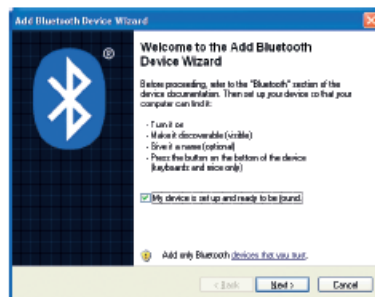 Add Bluetooth Device Wizard
®
Welcome to the Add Bluetooth
Device Wizard
Before proceeding, refer to the "Bluetooth" section of the
device documentation. Then set up your device so that your
computer can find it:
- Turn it on
- Make it discoverable (visible)
- Give it a name (optional)
- Press the button on the bottom of the device
(keyboards and mice only)
My device is set up and ready to be found.
Add only Bluetooth devices that you trust.
< Back
Next >
Cancel